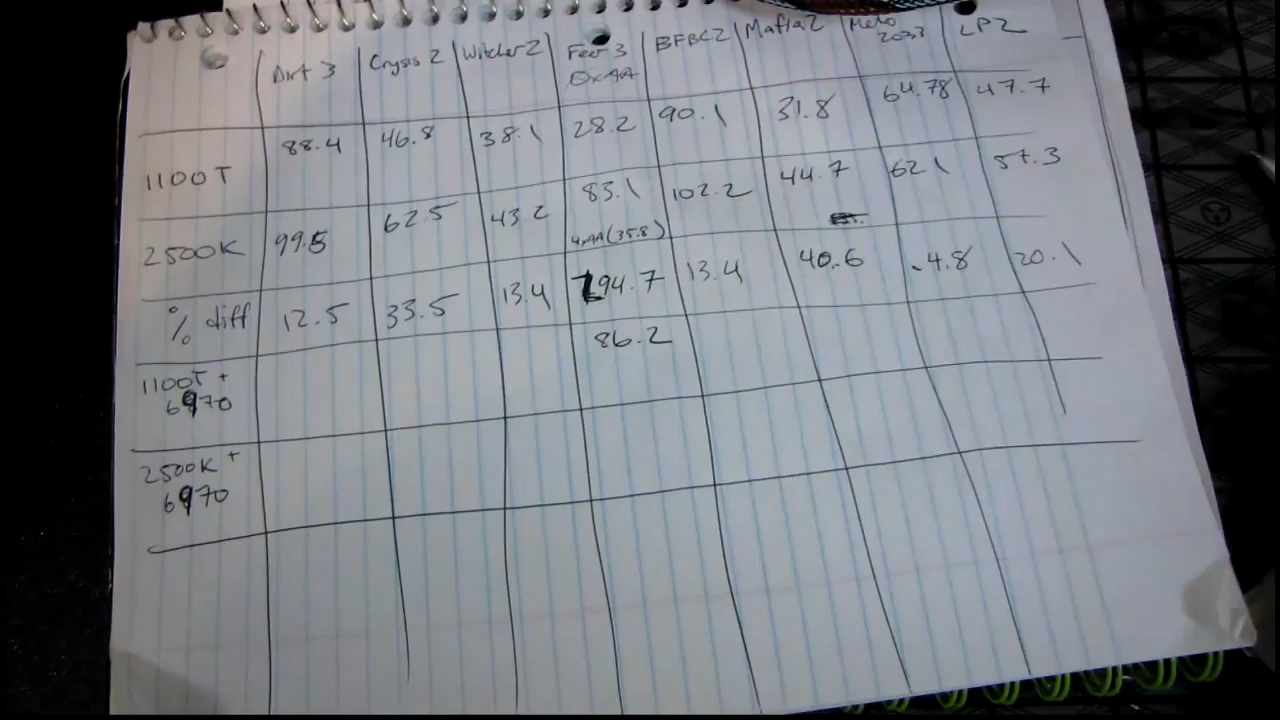 Dirt 3 Crysis 2 Witcher 2 Fear 3 BFBC2 Mafia 2 Metro LP2
0xAA 2033
1100T 88.4 46.8 38.1 28.2 90.1 31.8 64.78 47.7
2500K 99.5 62.5 43.2 83.1 102.2 44.7 62.1 57.3
4xAA (35.8)
% diff 12.5 33.5 13.4 194.7 13.4 40.6 -4.8 20.1
1100T + 86.2
6970
2500K +
6970